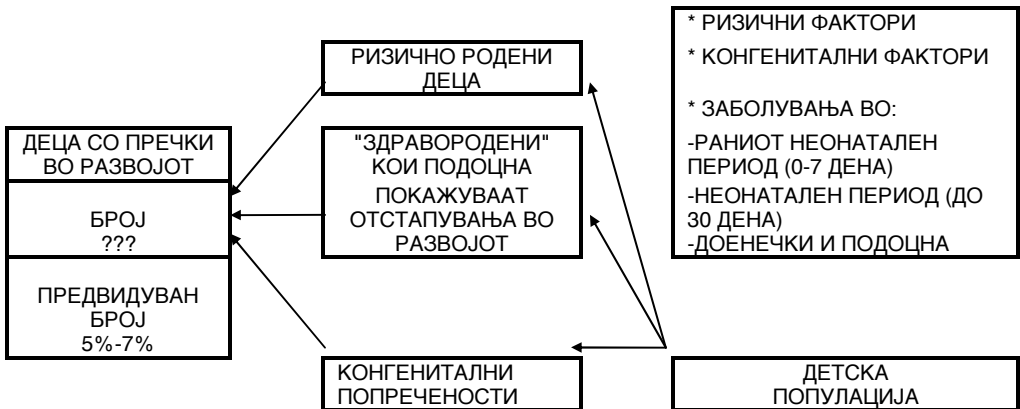 ДЕЦА СО ПРЕЧКИ
ВО РАЗВОЈОТ
БРОЈ
???
ПРЕДВИДУВАН
БРОЈ
5%-7%
РИЗИЧНО РОДЕНИ
ДЕЦА
"ЗДРАВОРОДЕНИ"
КОИ ПОДОЦНА
ПОКАЖУВААТ
ОТСТАПУВАЊА ВО
РАЗВОЈОТ
КОНГЕНИТАЛНИ
ПОПРЕЧЕНОСТИ
* РИЗИЧНИ ФАКТОРИ
* КОНГЕНИТАЛНИ ФАКТОРИ
* ЗАБОЛУВАЊА ВО:
-РАНИОТ НЕОНАТАЛЕН
ПЕРИОД (0-7 ДЕНА)
-НЕОНАТАЛЕН ПЕРИОД (ДО
30 ДЕНА)
-ДОЕНЕЧКИ И ПОДОЦНА
ДЕТСКА
ПОПУЛАЦИЈА